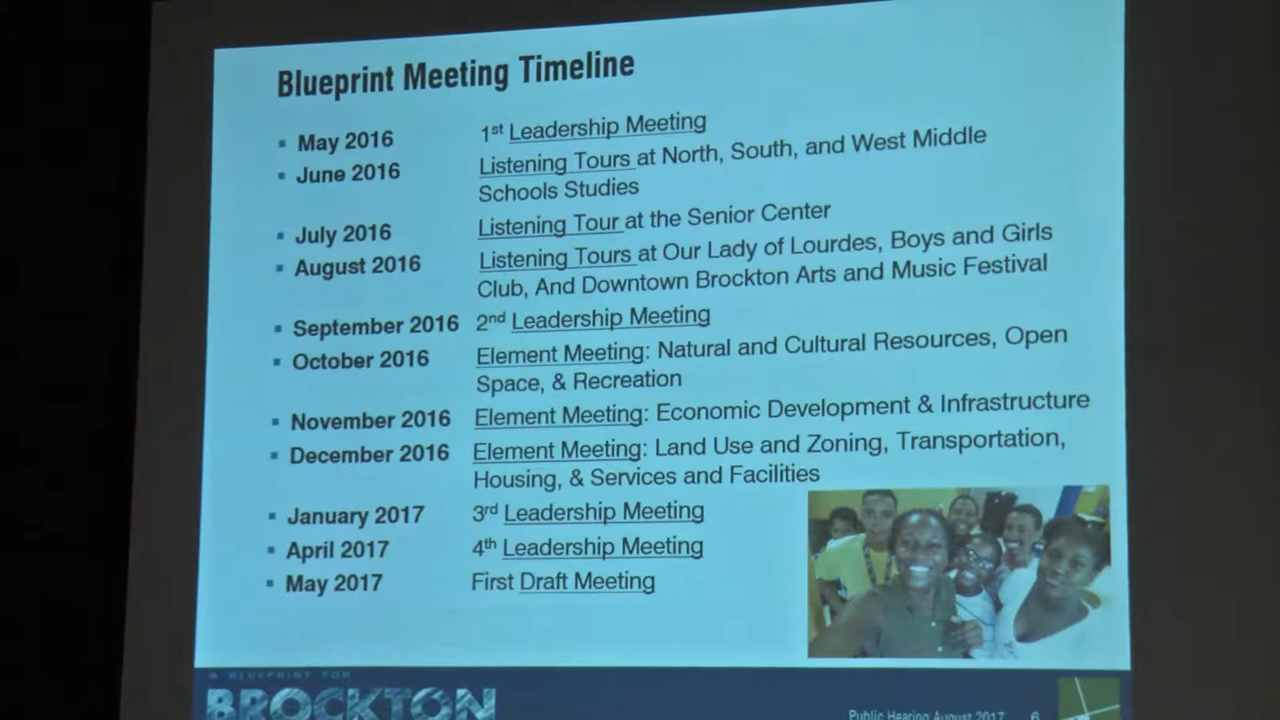 Blueprint Meeting Timeline
▪ May 2016 1st Leadership Meeting
▪ June 2016 Listening Tours at North, South, and West Middle
Schools Studies
▪ July 2016 Listening Tour at the Senior Center
▪ August 2016 Listening Tours at Our Lady of Lourdes, Boys and Girls
Club, And Downtown Brockton Arts and Music Festival
▪ September 2016 2nd Leadership Meeting
▪ October 2016 Element Meeting: Natural and Cultural Resources, Open
Space, & Recreation
▪ November 2016 Element Meeting: Economic Development & Infrastructure
▪ December 2016 Element Meeting: Land Use and Zoning, Transportation,
Housing, & Services and Facilities
▪ January 2017 3rd Leadership Meeting
▪ April 2017 4th Leadership Meeting
▪ May 2017 First Draft Meeting
A BLUEPRINT FOR
BROCKTON
Public Hearing August 2017 6